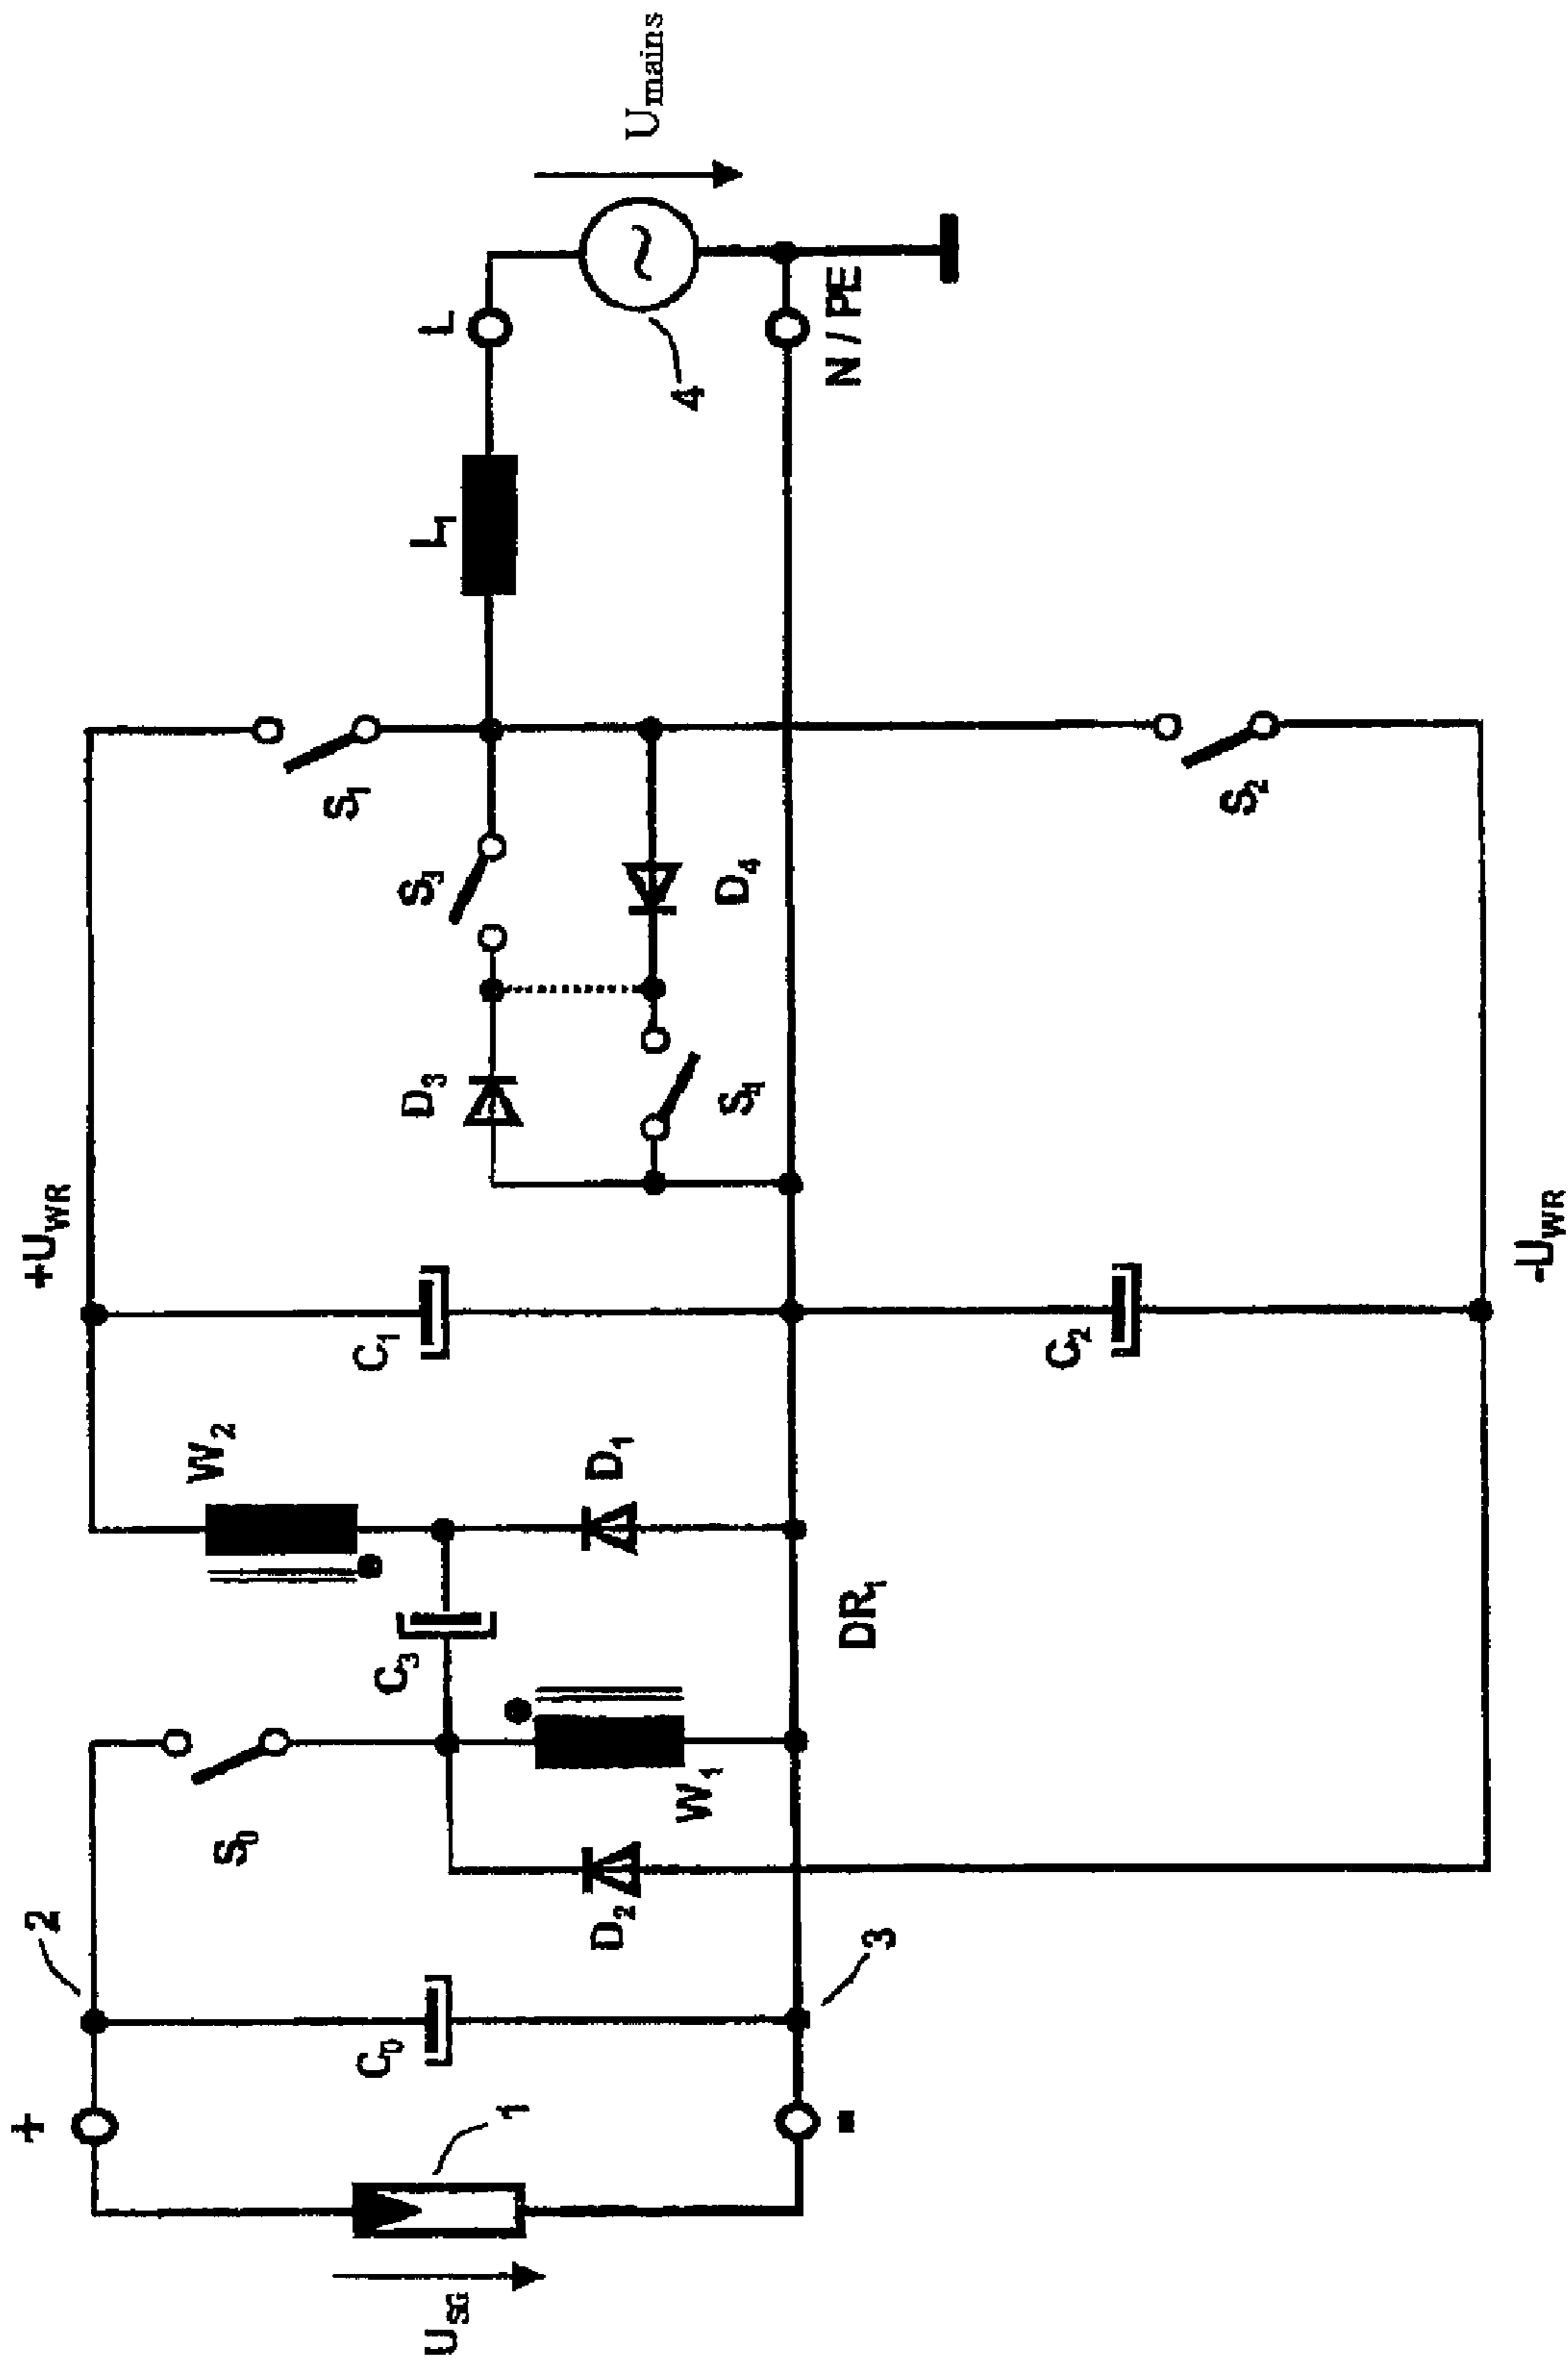 U_SG
1
+
-
2
3
C_0
S_0
D_2
W_1
C_3
W_2
D_1
DR_1
+U_WR
-U_WR
C_1
C_2
D_3
S_4
S_3
D_4
S_1
S_2
L_1
L
N / PE
4
~
U_mains